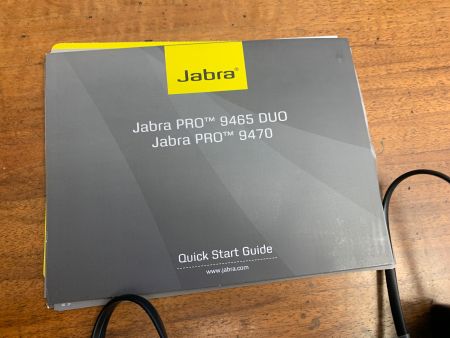 Jabra®
Jabra PRO™ 9465 DUO
Jabra PRO™ 9470
Quick Start Guide
www.jabra.com